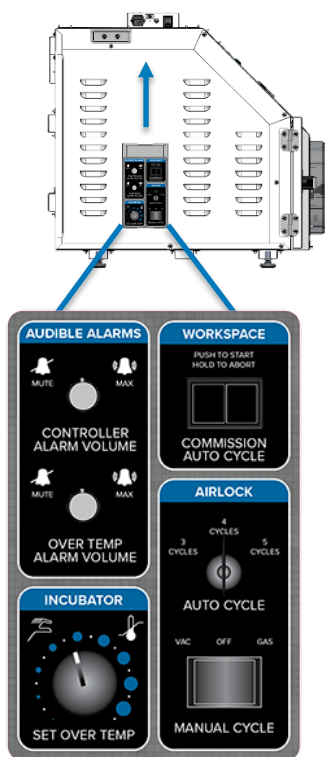 AUDIBLE ALARMS
MUTE MAX
CONTROLLER
ALARM VOLUME
MUTE MAX
OVER TEMP
ALARM VOLUME
INCUBATOR
SET OVER TEMP
WORKSPACE
PUSH TO START
HOLD TO ABORT
COMMISSION
AUTO CYCLE
AIRLOCK
3
CYCLES
4
CYCLES
5
CYCLES
AUTO CYCLE
VAC OFF GAS
MANUAL CYCLE